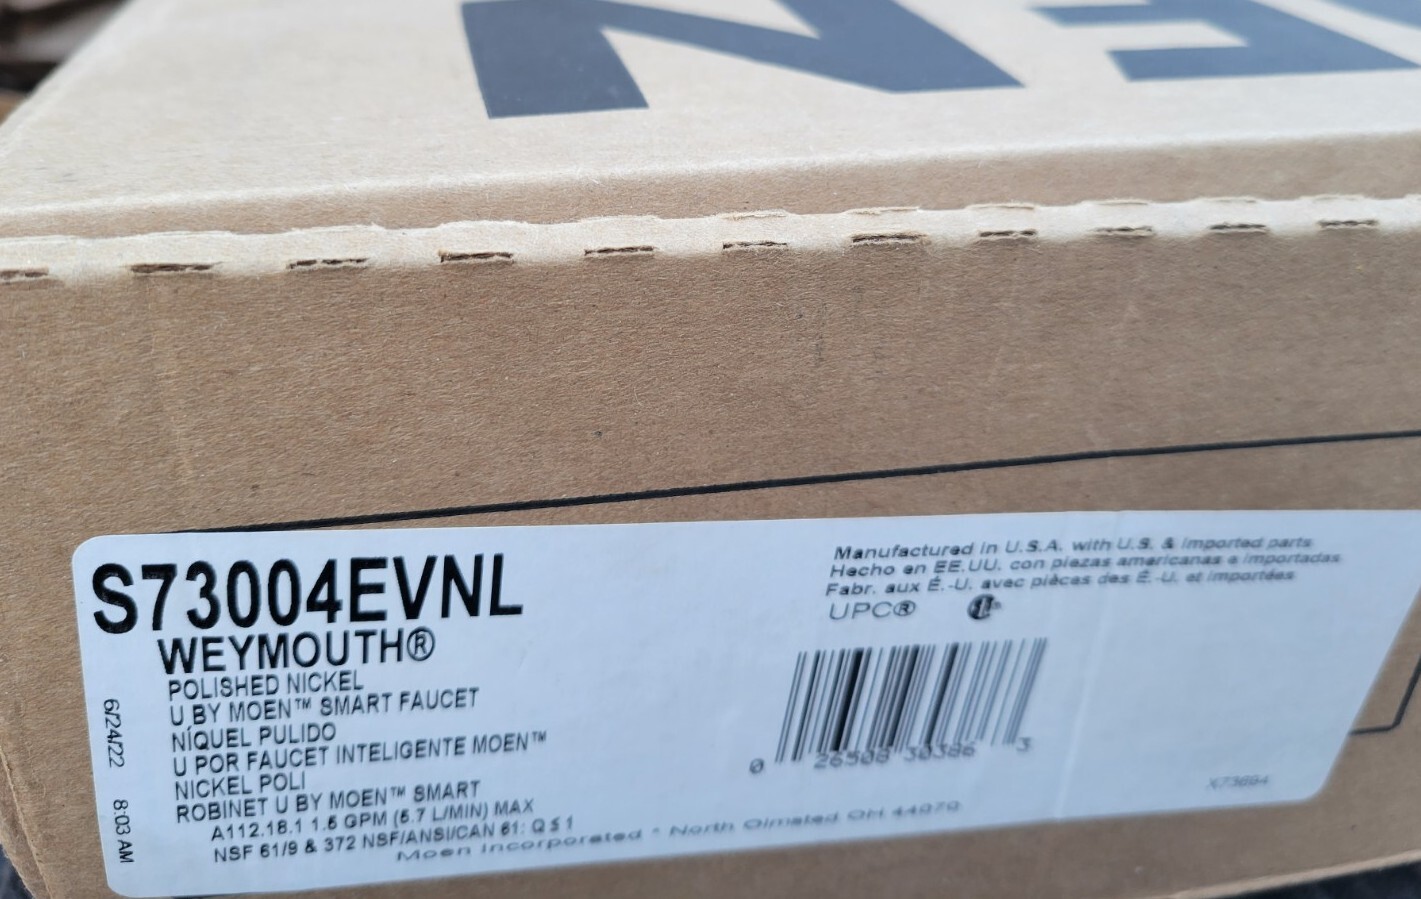 EN
S73004EVNL
WEYMOUTH®
POLISHED NICKEL
U BY MOEN™ SMART FAUCET
NÍQUEL PULIDO
U POR FAUCET INTELIGENTE MOEN™
NICKEL POLI
ROBINET U BY MOEN™ SMART
A112.18.1 1.5 GPM (5.7 L/MIN) MAX
NSF 61/9 & 372 NSF/ANSI/CAN 61: Q ≤ 1
Moen Incorporated * North Olmsted OH 44070
6/24/22 8:03 AM
Manufactured in U.S.A. with U.S. & imported parts
Hecho en EE.UU. con piezas americanas e importadas
Fabr. aux É.-U. avec pièces des É.-U. et importées
UPC®
0 26508 30386 3